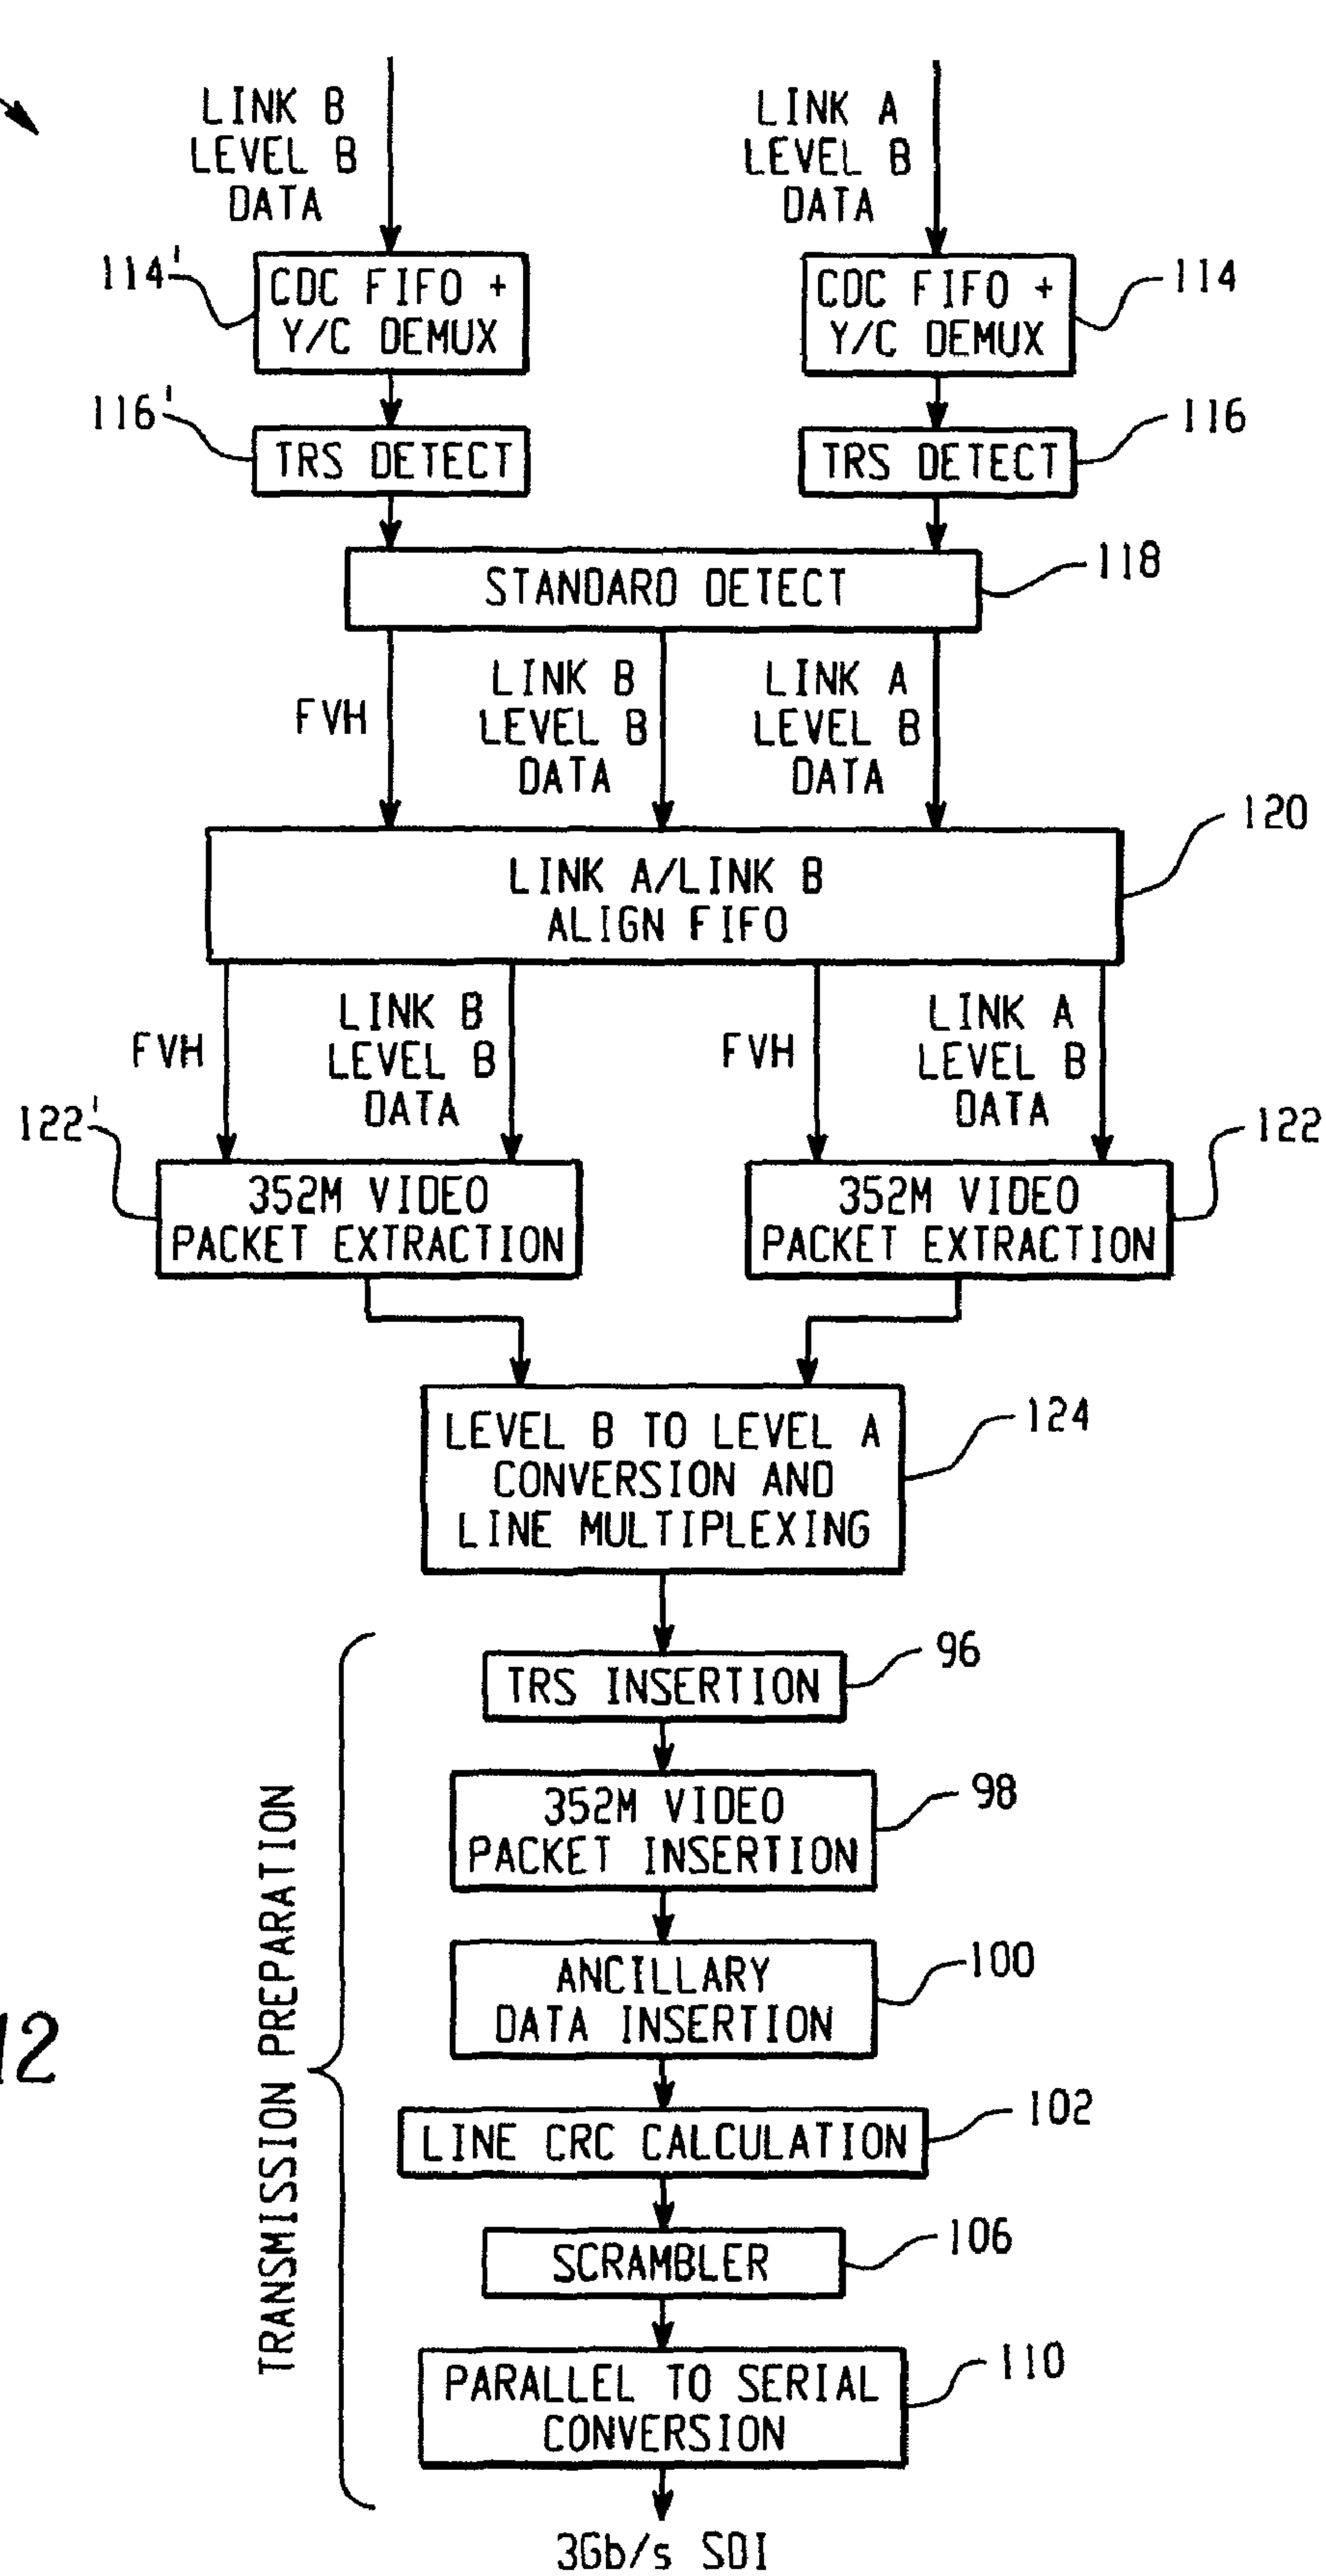 LINK B
LEVEL B
DATA
LINK A
LEVEL B
DATA
114'
CDC FIFO +
Y/C DEMUX
CDC FIFO +
Y/C DEMUX
114
116'
TRS DETECT
TRS DETECT
116
STANDARD DETECT
118
FVH
LINK B
LEVEL B
DATA
LINK A
LEVEL B
DATA
120
LINK A/LINK B
ALIGN FIFO
FVH
LINK B
LEVEL B
DATA
FVH
LINK A
LEVEL B
DATA
122'
352M VIDEO
PACKET EXTRACTION
352M VIDEO
PACKET EXTRACTION
122
LEVEL B TO LEVEL A
CONVERSION AND
LINE MULTIPLEXING
124
TRANSMISSION PREPARATION
TRS INSERTION
96
352M VIDEO
PACKET INSERTION
98
ANCILLARY
DATA INSERTION
100
12
LINE CRC CALCULATION
102
SCRAMBLER
106
PARALLEL TO SERIAL
CONVERSION
110
3Gb/s SDI